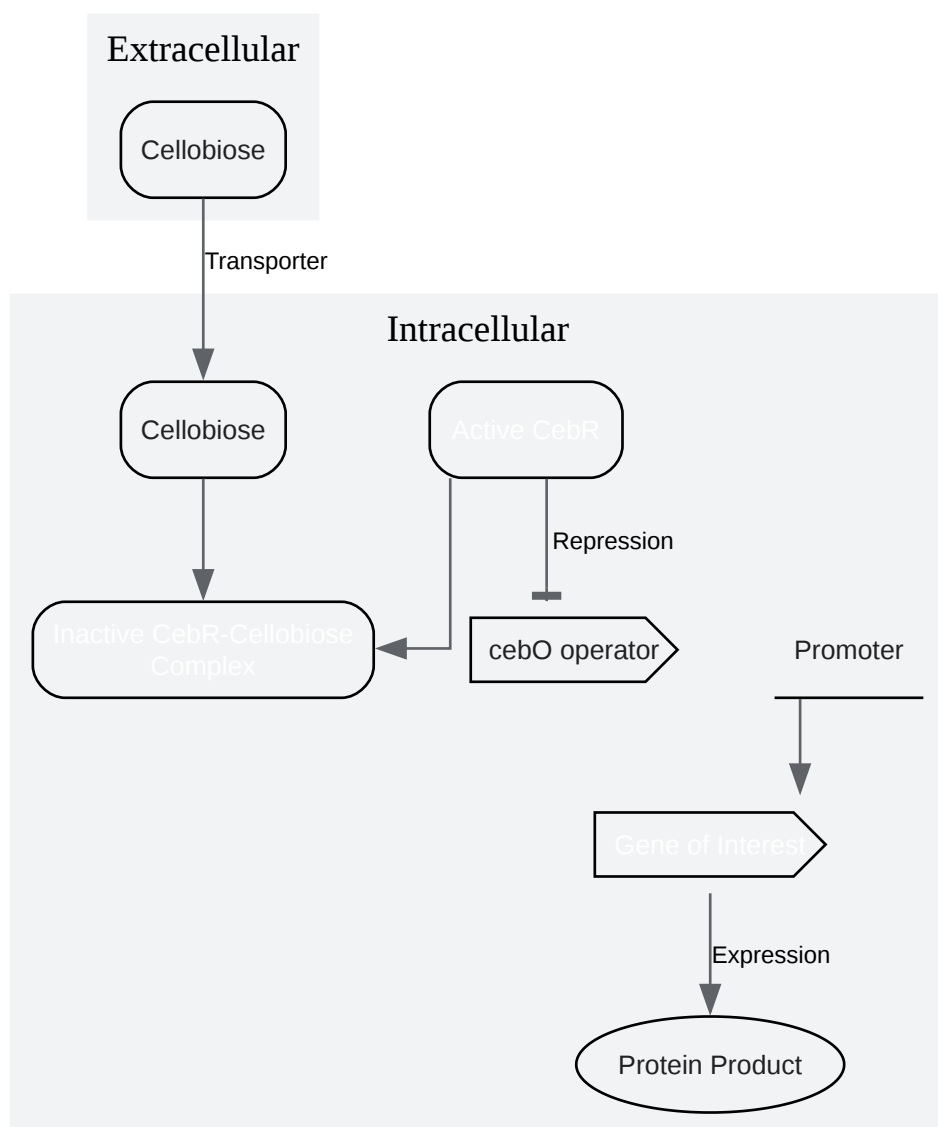 Extracellular
Cellobiose
Transporter
Intracellular
Cellobiose
Active CebR
Repression
Inactive CebR-Cellobiose
Complex
cebO operator
Promoter
Gene of Interest
Expression
Protein Product